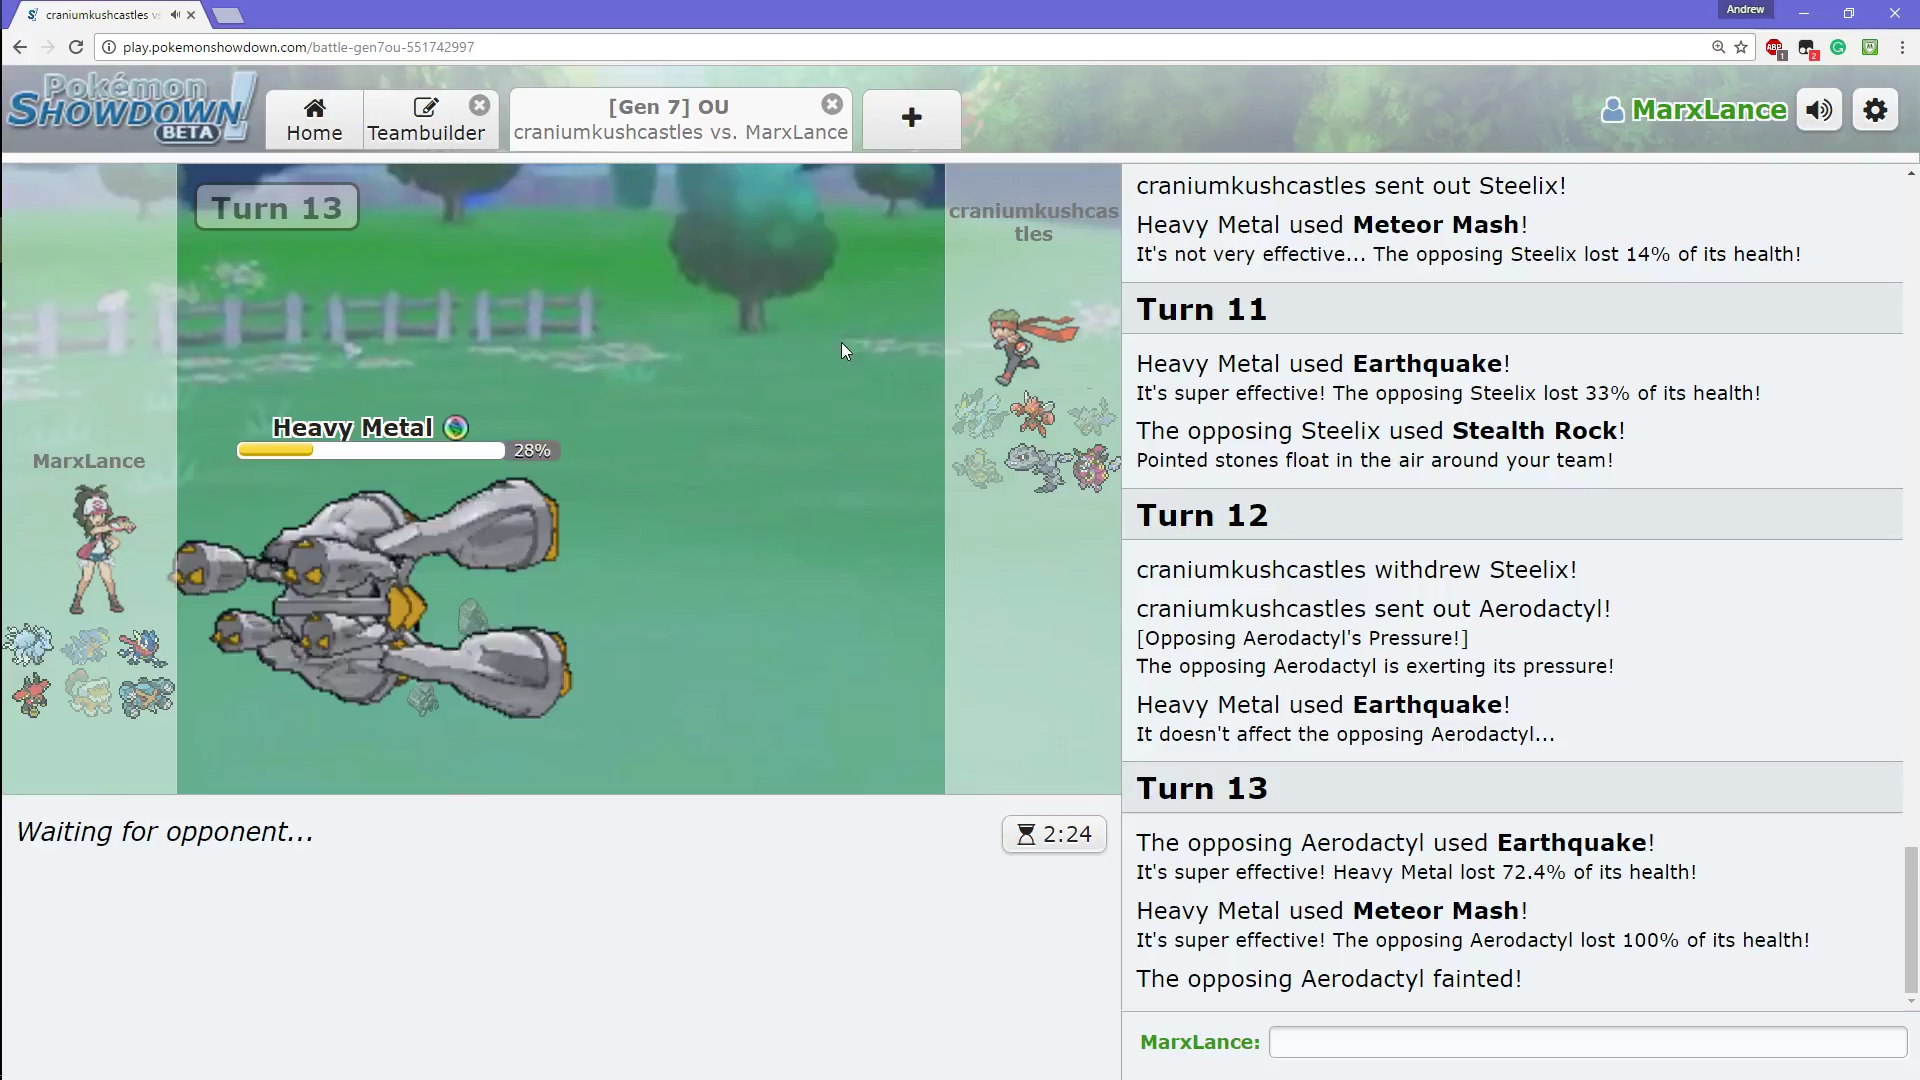 craniumkushcastles vs
Andrew
play.pokemonshowdown.com/battle-gen7ou-551742997
ABP
1
2
Pokémon
SHOWDOWN!
BETA
Home
Teambuilder
[Gen 7] OU
craniumkushcastles vs. MarxLance
+
MarxLance
Turn 13
craniumkushcas
tles
Heavy Metal
28%
MarxLance
Waiting for opponent...
2:24
craniumkushcastles sent out Steelix!
Heavy Metal used Meteor Mash!
It's not very effective... The opposing Steelix lost 14% of its health!
Turn 11
Heavy Metal used Earthquake!
It's super effective! The opposing Steelix lost 33% of its health!
The opposing Steelix used Stealth Rock!
Pointed stones float in the air around your team!
Turn 12
craniumkushcastles withdrew Steelix!
craniumkushcastles sent out Aerodactyl!
[Opposing Aerodactyl's Pressure!]
The opposing Aerodactyl is exerting its pressure!
Heavy Metal used Earthquake!
It doesn't affect the opposing Aerodactyl...
Turn 13
The opposing Aerodactyl used Earthquake!
It's super effective! Heavy Metal lost 72.4% of its health!
Heavy Metal used Meteor Mash!
It's super effective! The opposing Aerodactyl lost 100% of its health!
The opposing Aerodactyl fainted!
MarxLance: